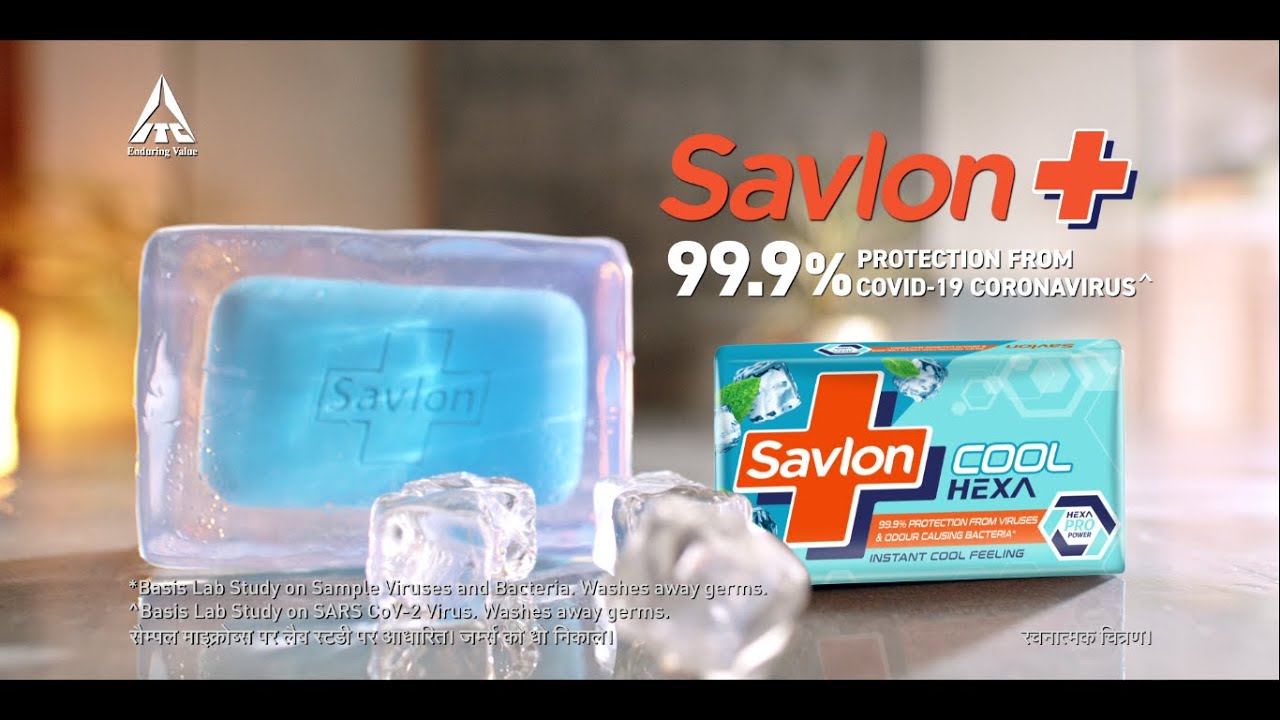 ITC
Enduring Value
Savlon
99.9% PROTECTION FROM
COVID-19 CORONAVIRUS^
Savlon
Savlon
Savlon
COOL
HEXA
99.9% PROTECTION FROM VIRUSES
& ODOUR CAUSING BACTERIA*
INSTANT COOL FEELING
HEXA
PRO
POWER
*Basis Lab Study on Sample Viruses and Bacteria. Washes away germs.
^Basis Lab Study on SARS CoV-2 Virus. Washes away germs.
सैम्पल माइक्रोब्स पर लैब स्टडी पर आधारित। जर्म्स को धो निकाले।
रचनात्मक चित्रण।